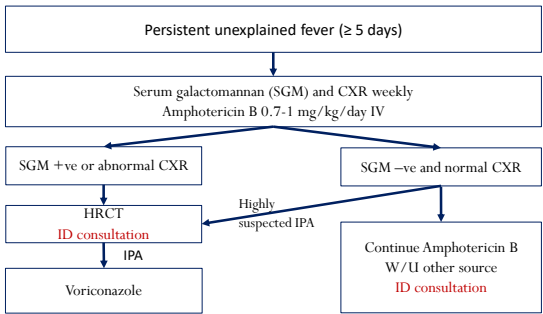 Persistent unexplained fever (≥ 5 days)
Serum galactomannan (SGM) and CXR weekly
Amphotericin B 0.7-1 mg/kg/day IV
SGM +ve or abnormal CXR
SGM –ve and normal CXR
Highly
suspected IPA
HRCT
ID consultation
IPA
Voriconazole
Continue Amphotericin B
W/U other source
ID consultation